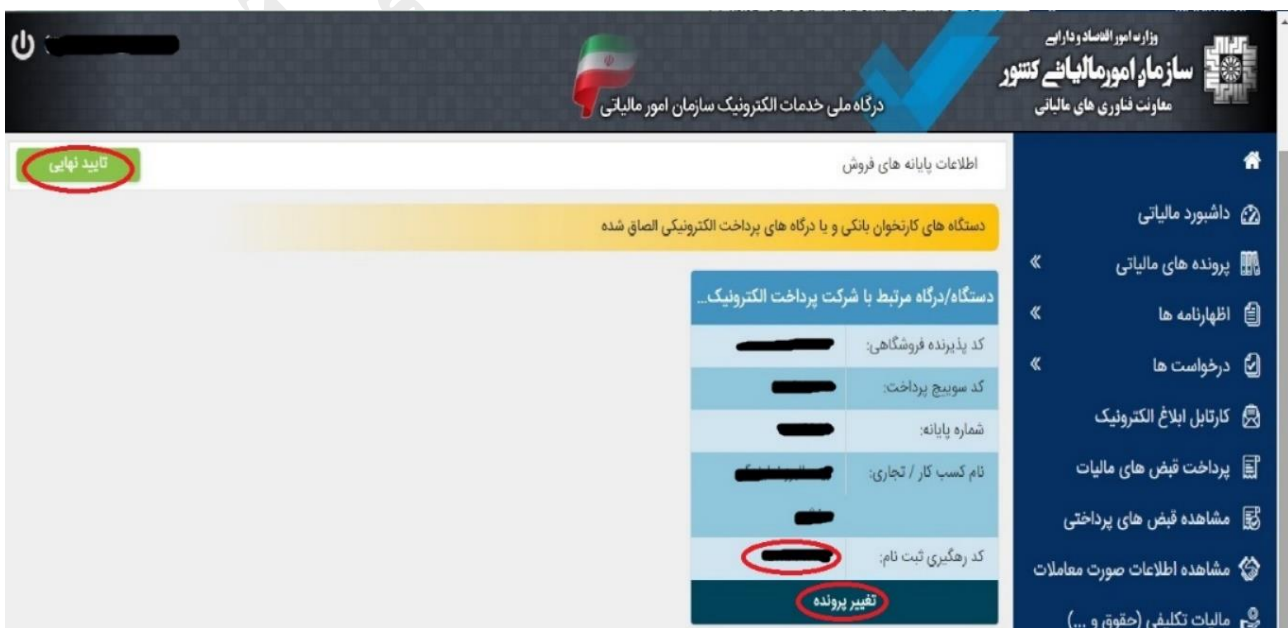 وزارت امور اقتصاد و دارایی
سازمان امور مالیاتی کشور
معاونت فناوری های مالیاتی
درگاه ملی خدمات الکترونیک سازمان امور مالیاتی
داشبورد مالیاتی
پرونده های مالیاتی
اظهارنامه ها
درخواست ها
کارتابل ابلاغ الکترونیک
پرداخت قبض های مالیات
مشاهده قبض های پرداختی
مشاهده اطلاعات صورت معاملات
مالیات تکلیفی (حقوق و ...)
اطلاعات پایانه های فروش
تایید نهایی
دستگاه های کارتخوان بانکی و یا درگاه های پرداخت الکترونیکی الصاق شده
دستگاه/درگاه مرتبط با شرکت پرداخت الکترونیک...
کد پذیرنده فروشگاهی:
کد سوییچ پرداخت:
شماره پایانه:
نام کسب کار / تجاری:
کد رهگیری ثبت نام:
تغییر پرونده